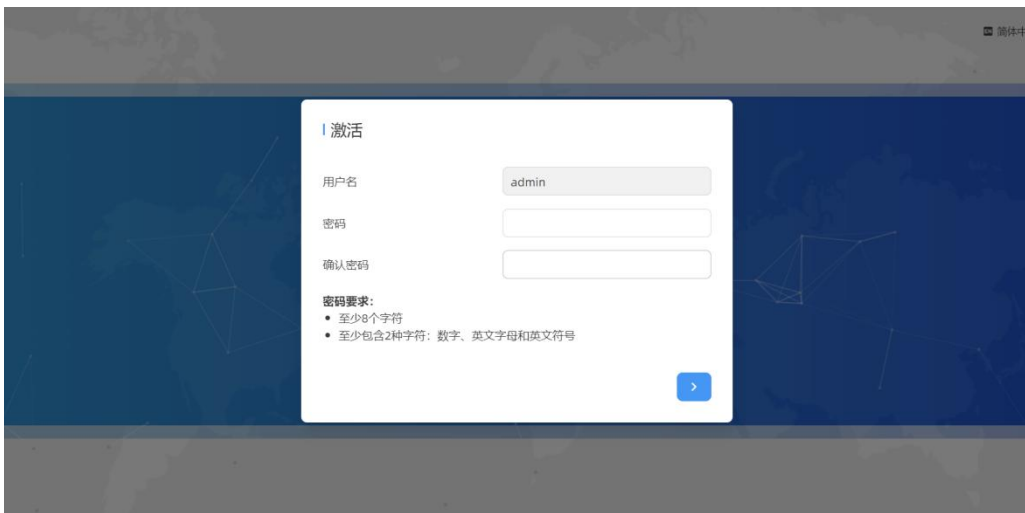 简体中
激活
用户名
admin
密码
确认密码
密码要求：
至少8个字符
至少包含2种字符：数字、英文字母和英文符号